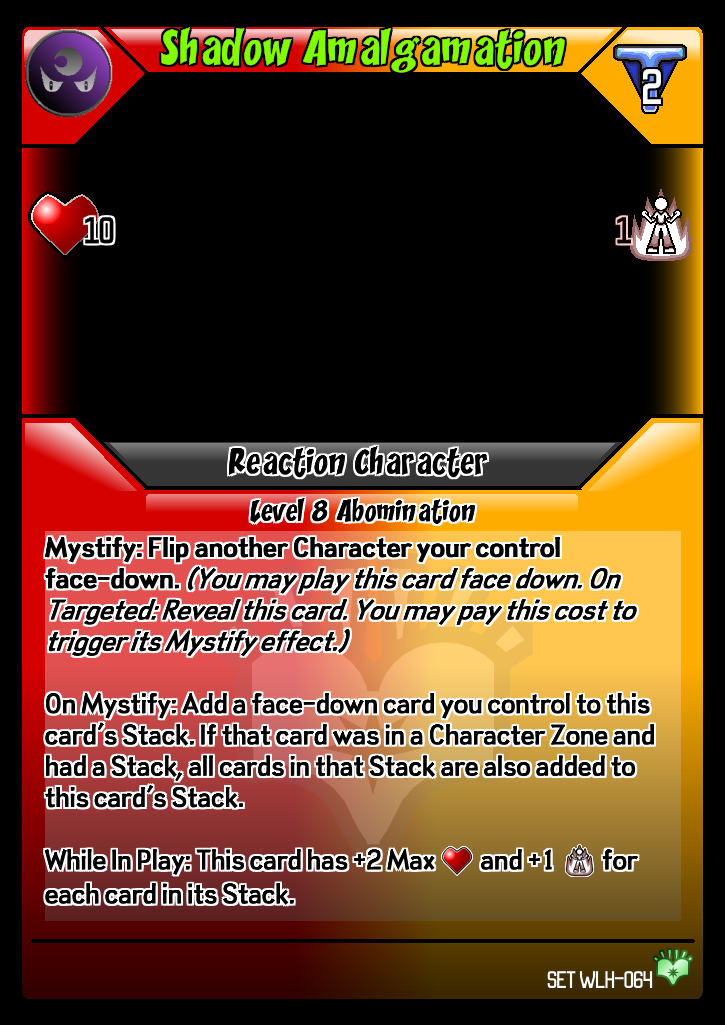 Shadow Amalgamation
2
10
1
Reaction Character
Level 8 Abomination
Mystify: Flip another Character your control
face-down. (You may play this card face down. On
Targeted: Reveal this card. You may pay this cost to
trigger its Mystify effect.)
On Mystify: Add a face-down card you control to this
card's Stack. If that card was in a Character Zone and
had a Stack, all cards in that Stack are also added to
this card's Stack.
While In Play: This card has +2 Max and +1 for
each card in its Stack.
SET WLH-064